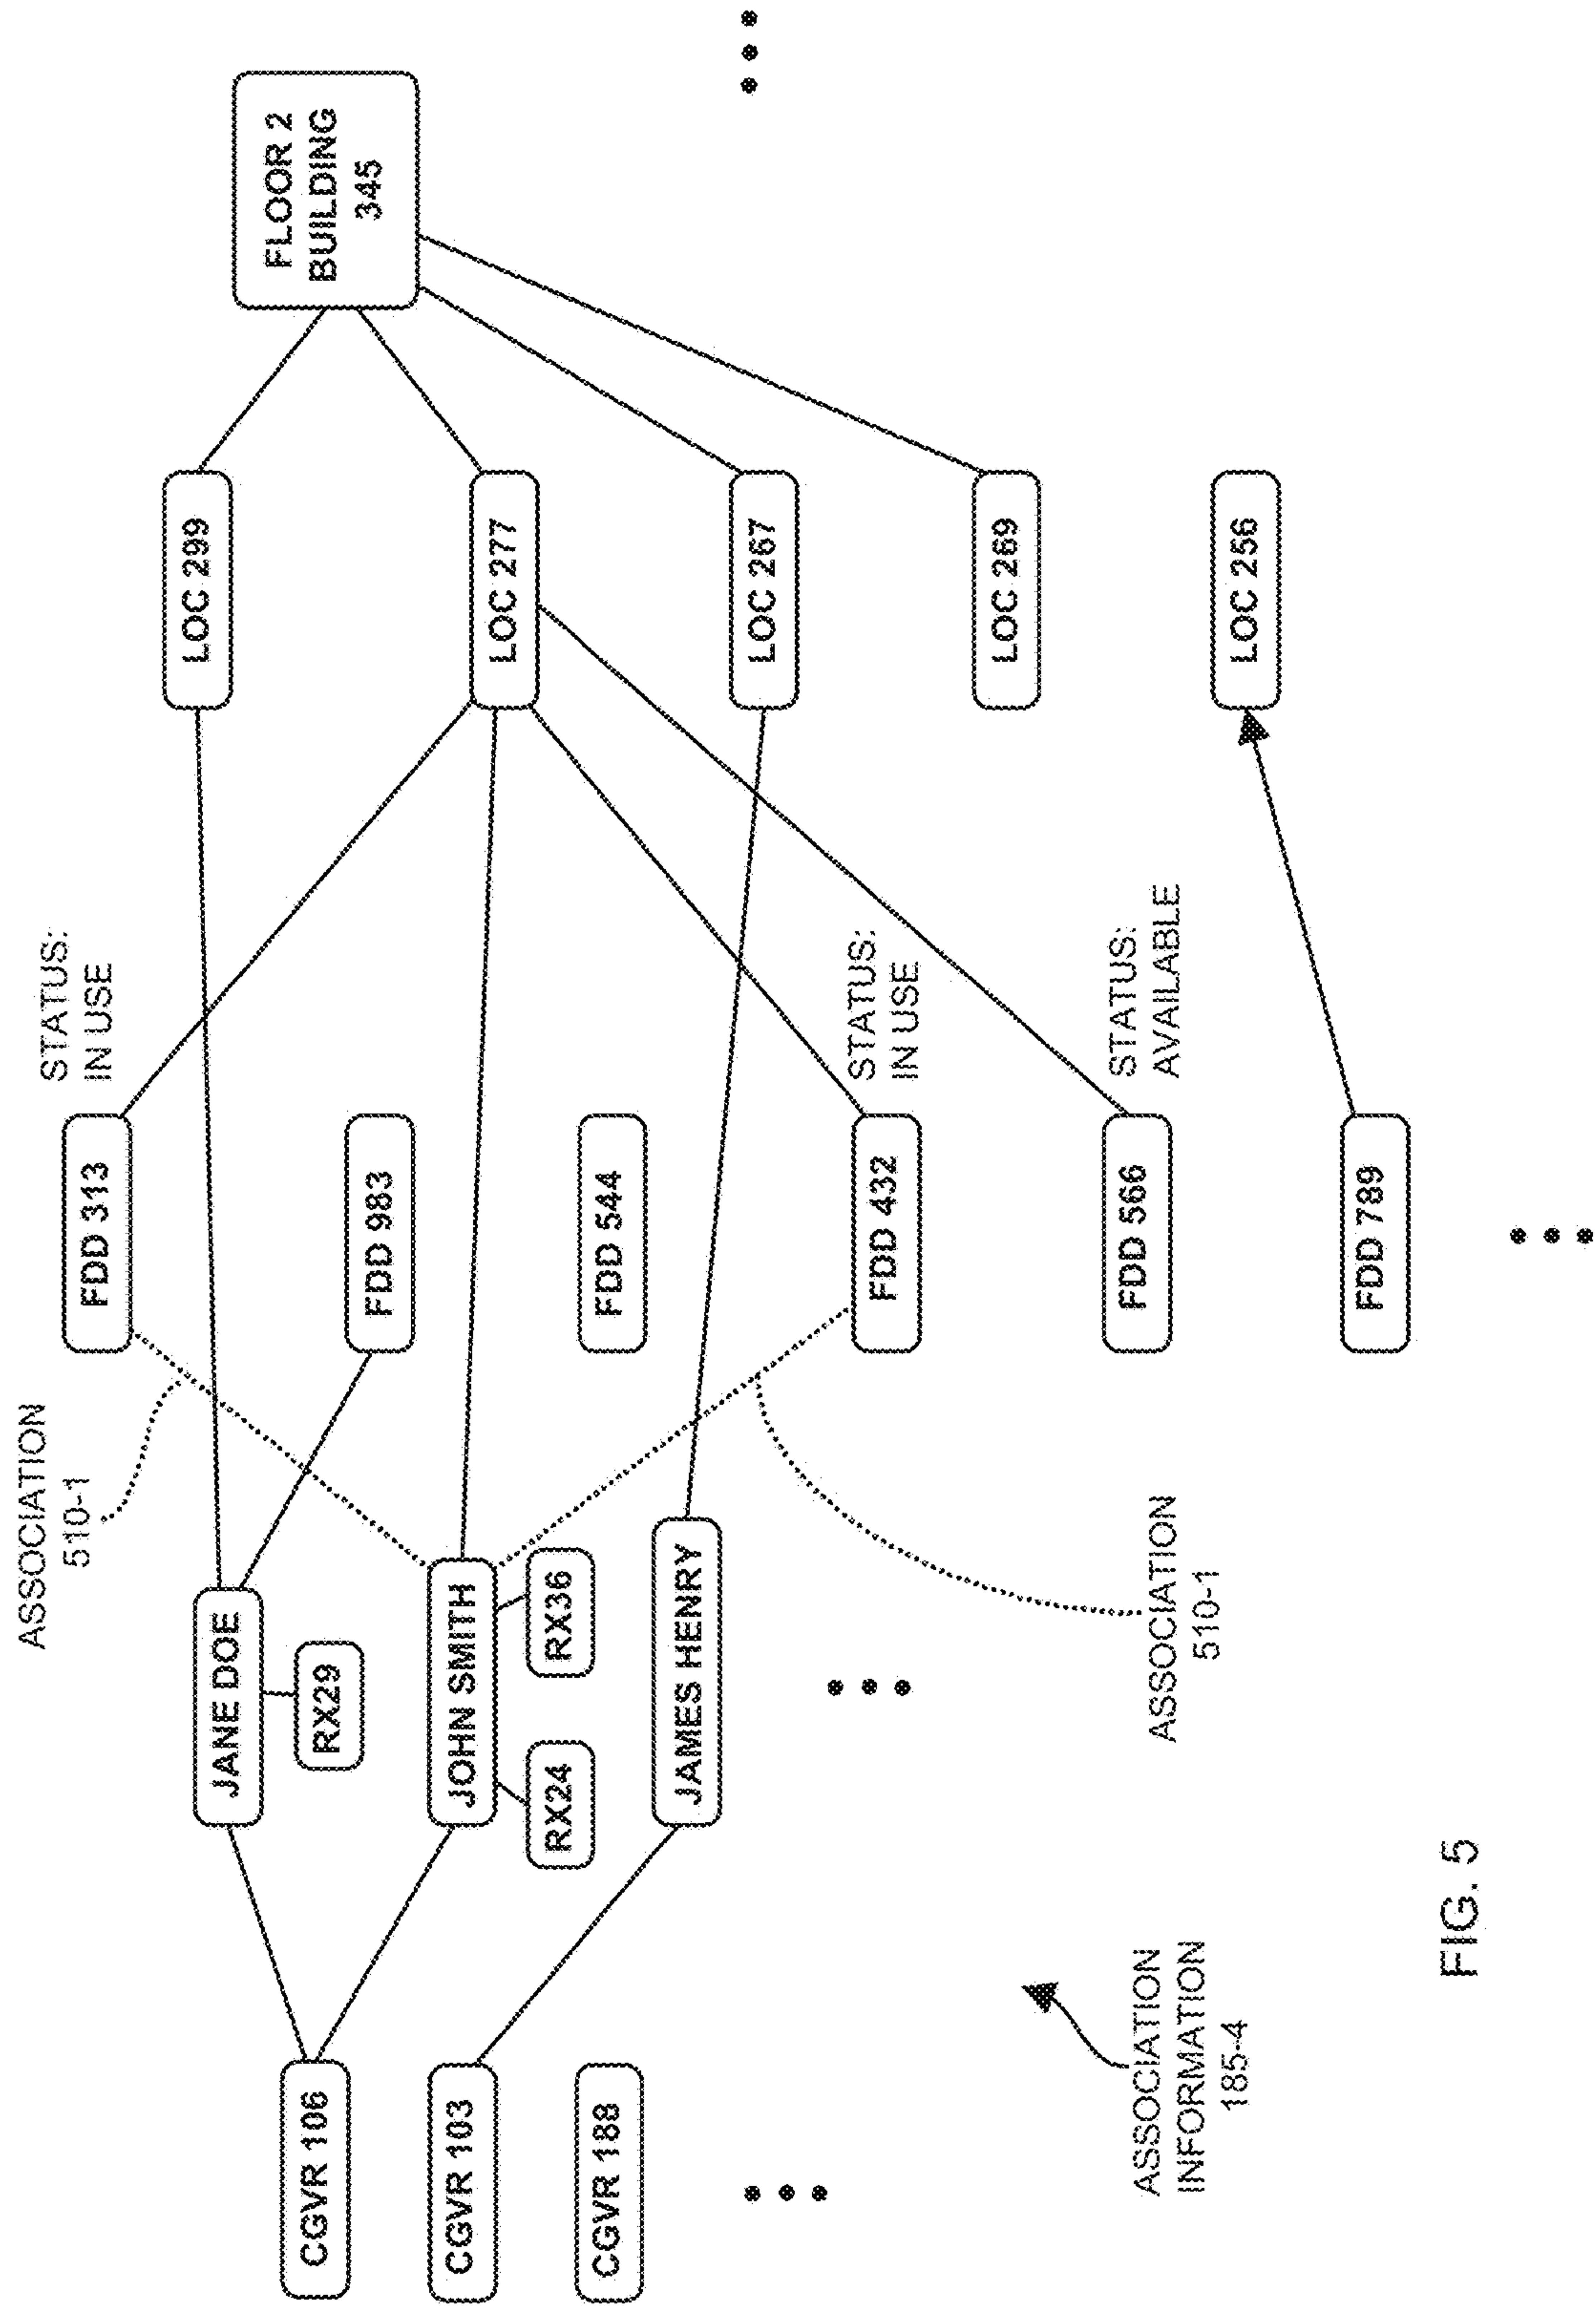 CGVR 106
CGVR 103
CGVR 188
ASSOCIATION
INFORMATION
185-4
JANE DOE
RX29
JOHN SMITH
RX24
RX36
JAMES HENRY
ASSOCIATION
510-1
ASSOCIATION
510-1
FDD 313
STATUS:
IN USE
FDD 983
FDD 544
FDD 432
STATUS:
IN USE
FDD 566
STATUS:
AVAILABLE
FDD 789
LOC 299
LOC 277
LOC 267
LOC 269
LOC 256
FLOOR 2
BUILDING
345
FIG. 5